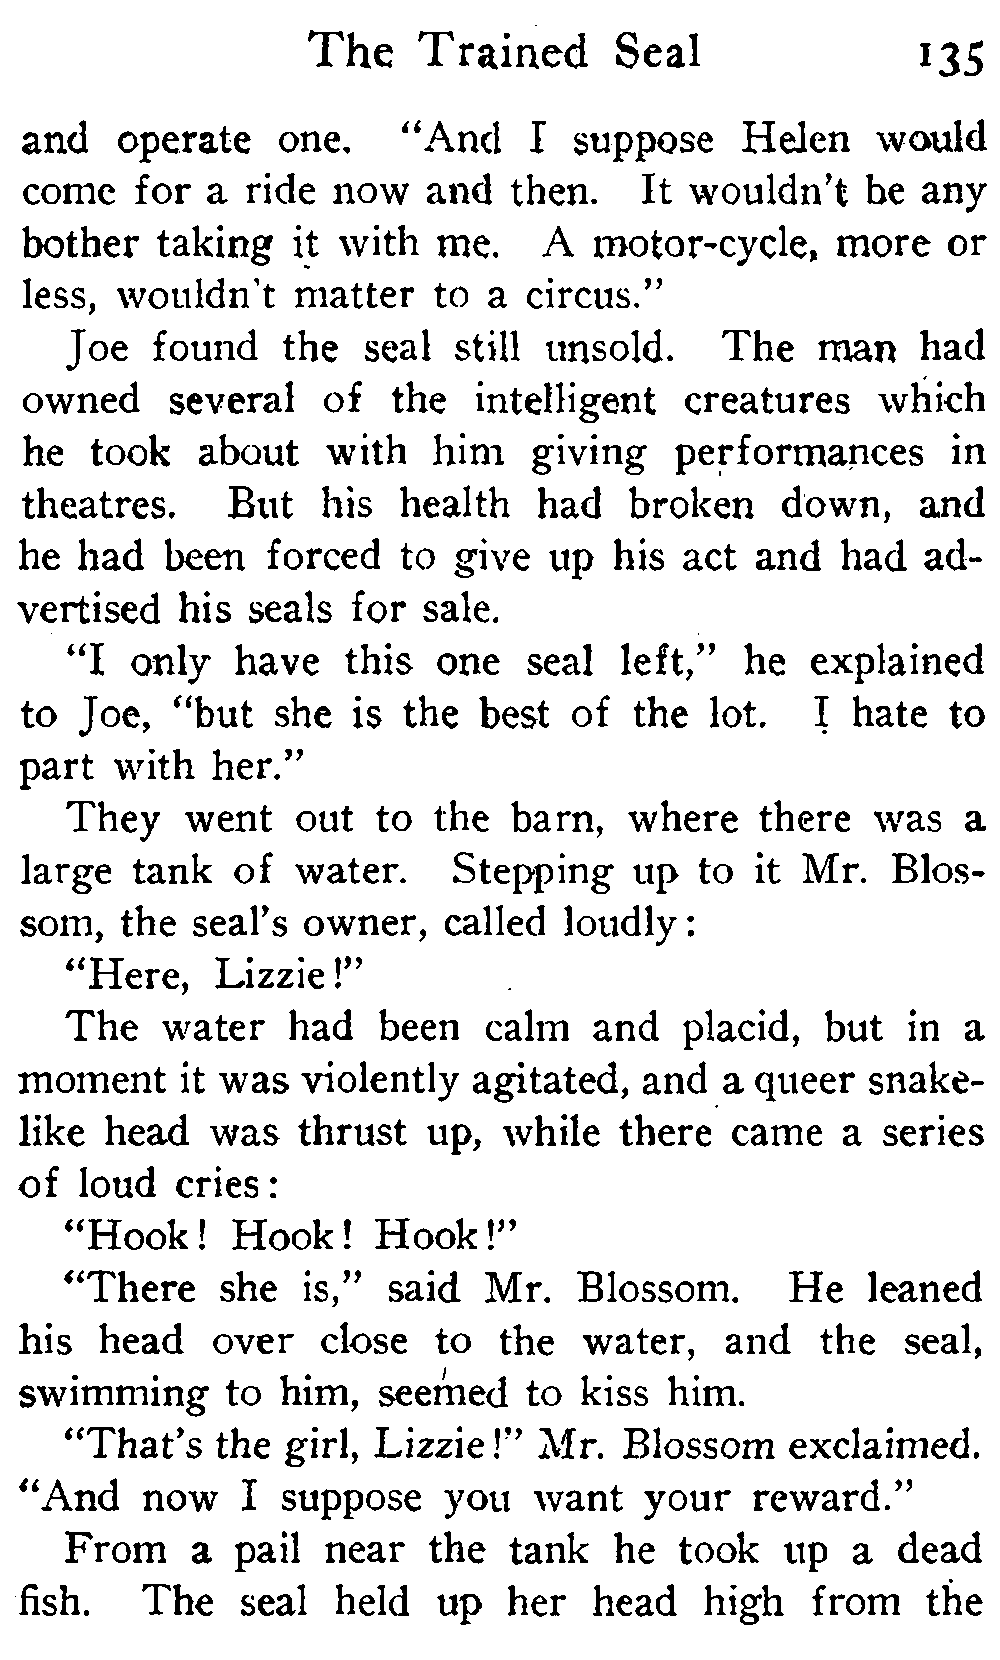 The Trained Seal 135
and operate one. "And I suppose Helen would
come for a ride now and then. It wouldn't be any
bother taking it with me. A motor-cycle, more or
less, wouldn't matter to a circus."
Joe found the seal still unsold. The man had
owned several of the intelligent creatures which
he took about with him giving performances in
theatres. But his health had broken down, and
he had been forced to give up his act and had ad-
vertised his seals for sale.
"I only have this one seal left," he explained
to Joe, "but she is the best of the lot. I hate to
part with her."
They went out to the barn, where there was a
large tank of water. Stepping up to it Mr. Blos-
som, the seal's owner, called loudly:
"Here, Lizzie!"
The water had been calm and placid, but in a
moment it was violently agitated, and a queer snake-
like head was thrust up, while there came a series
of loud cries:
"Hook! Hook! Hook!"
"There she is," said Mr. Blossom. He leaned
his head over close to the water, and the seal,
swimming to him, seemed to kiss him.
"That's the girl, Lizzie!" Mr. Blossom exclaimed.
"And now I suppose you want your reward."
From a pail near the tank he took up a dead
fish. The seal held up her head high from the